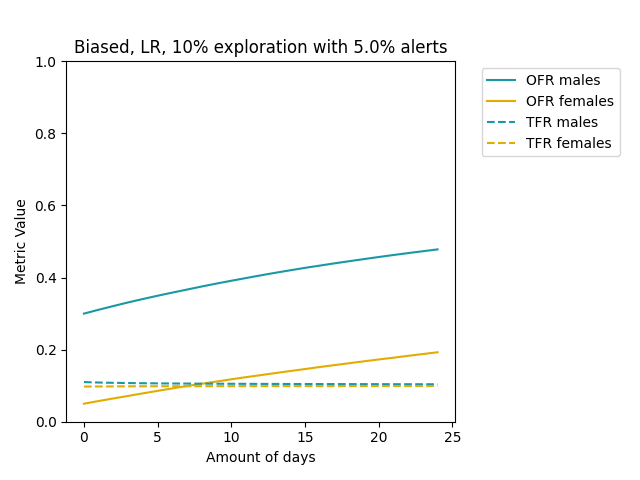 Biased, LR, 10% exploration with 5.0% alerts
OFR males
OFR females
TFR males
TFR females
Metric Value
1.0
0.8
0.6
0.4
0.2
0.0
0 5 10 15 20 25
Amount of days